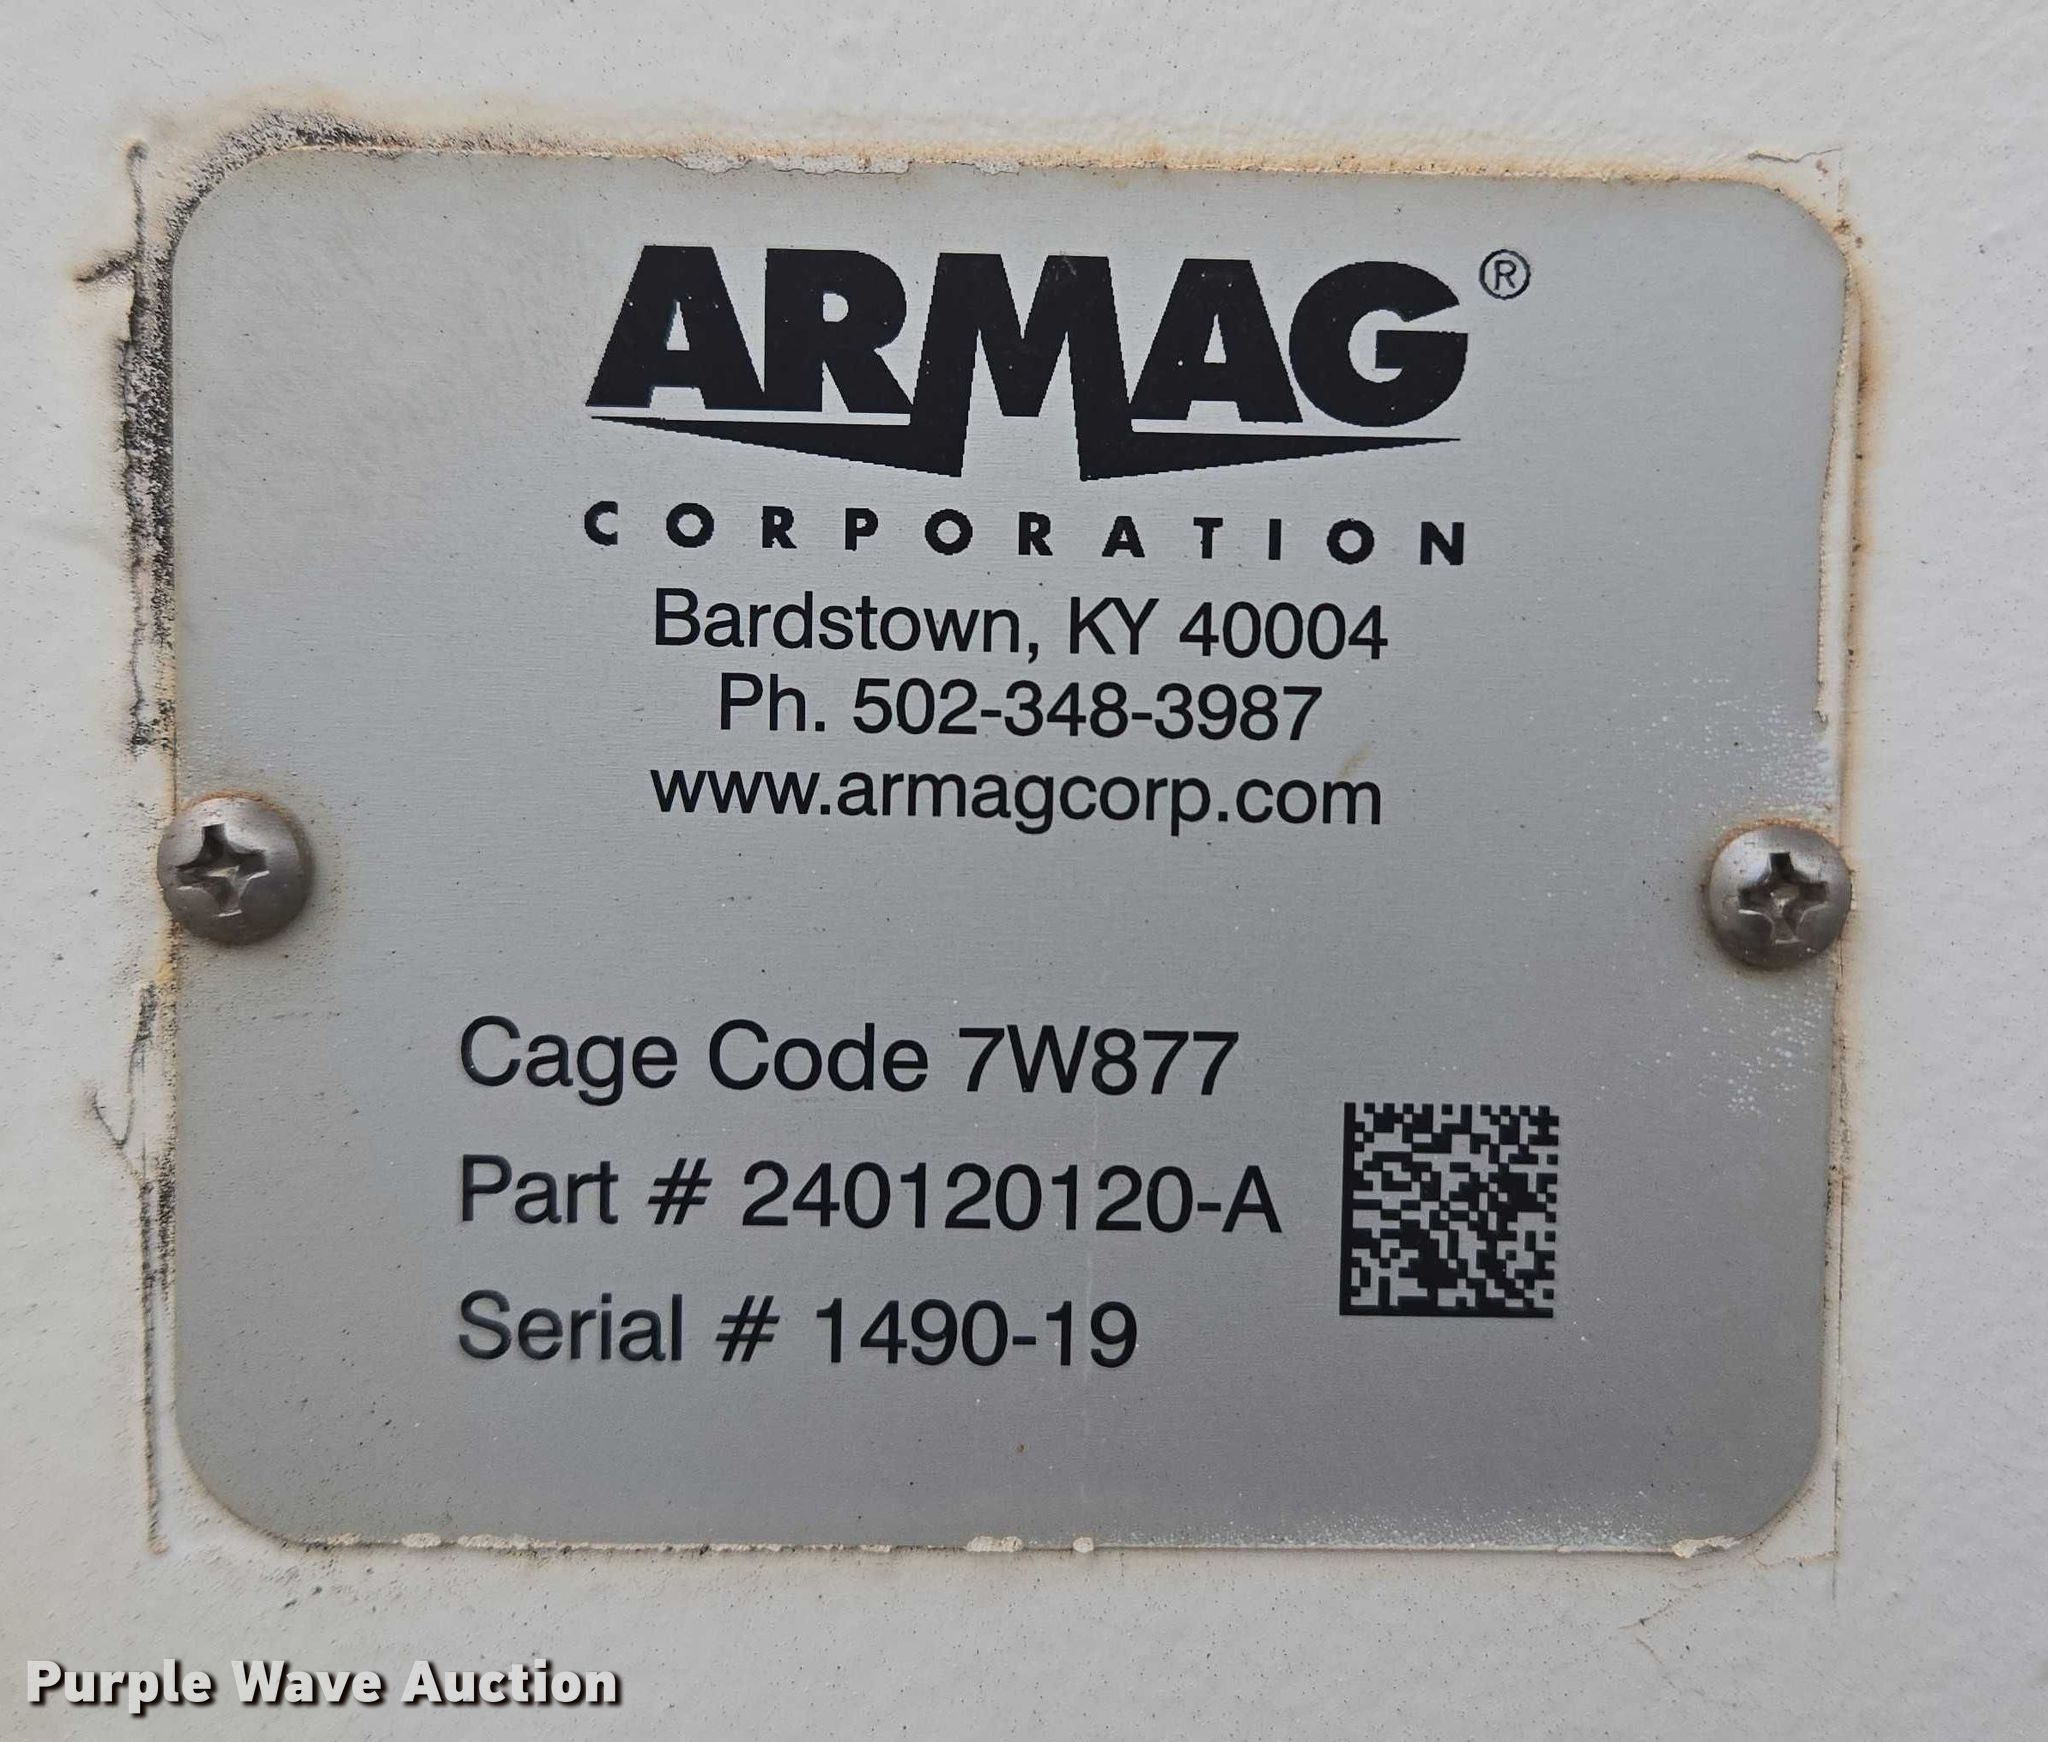 ARMAG®
CORPORATION
Bardstown, KY 40004
Ph. 502-348-3987
www.armagcorp.com
Cage Code 7W877
Part # 240120120-A
Serial # 1490-19
Purple Wave Auction